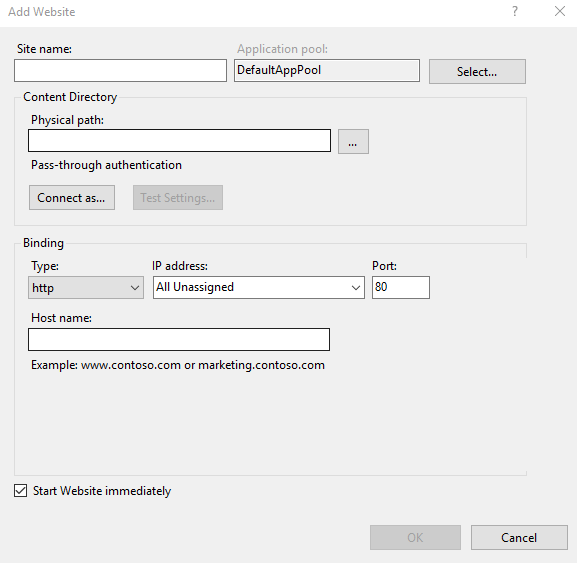 Add Website
?
Site name:
Application pool:
DefaultAppPool
Select...
Content Directory
Physical path:
...
Pass-through authentication
Connect as...
Test Settings...
Binding
Type:
IP address:
Port:
http
All Unassigned
80
Host name:
Example: www.contoso.com or marketing.contoso.com
Start Website immediately
OK
Cancel